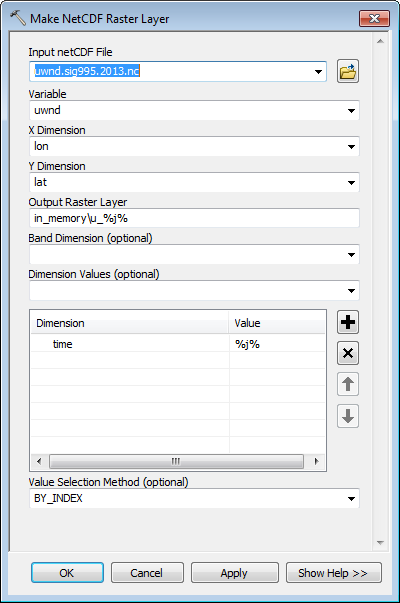 Make NetCDF Raster Layer
Input netCDF File
uwnd.sig995.2013.nc
Variable
uwnd
X Dimension
lon
Y Dimension
lat
Output Raster Layer
in_memory\u_%j%
Band Dimension (optional)
Dimension Values (optional)
Dimension Value
time %j%
Value Selection Method (optional)
BY_INDEX
OK Cancel Apply Show Help >>